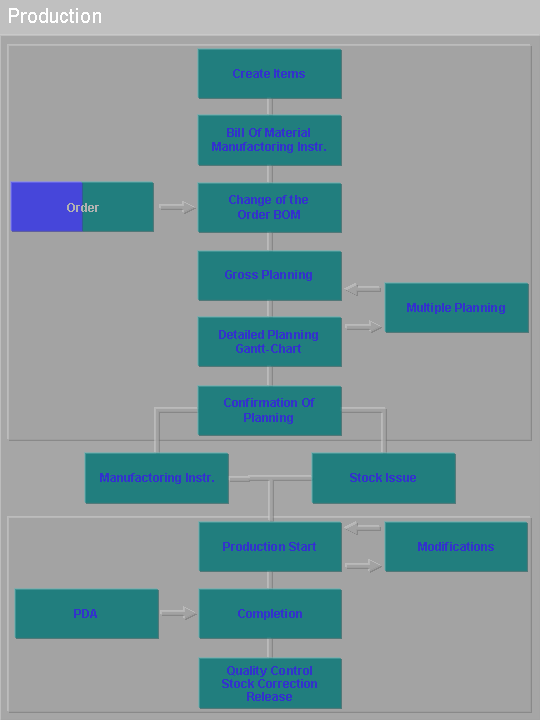 Production
Create Items
Bill Of Material
Manufactoring Instr.
Order
Change of the
Order BOM
Gross Planning
Multiple Planning
Detailed Planning
Gantt-Chart
Confirmation Of
Planning
Manufactoring Instr.
Stock Issue
Production Start
Modifications
PDA
Completion
Quality Control
Stock Correction
Release